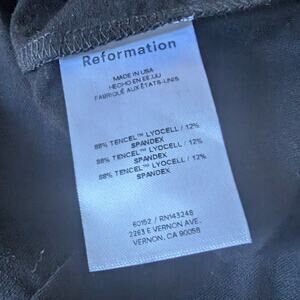 Reformation
MADE IN USA
HECHO EN EE.UU
FABRIQUÉ AUX ÉTATS-UNIS
88% TENCEL™ LYOCELL / 12%
SPANDEX
88% TENCEL™ LYOCELL / 12%
SPANDEX
88% TENCEL™ LYOCELL / 12%
SPANDEX
60152 / RN143248
2263 E VERNON AVE.
VERNON, CA 90058